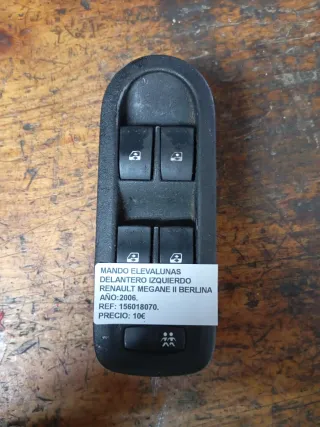 MANDO ELEVALUNAS
DELANTERO IZQUIERDO
RENAULT MEGANE II BERLINA
AÑO:2006.
REF: 156018070.
PRECIO: 10€